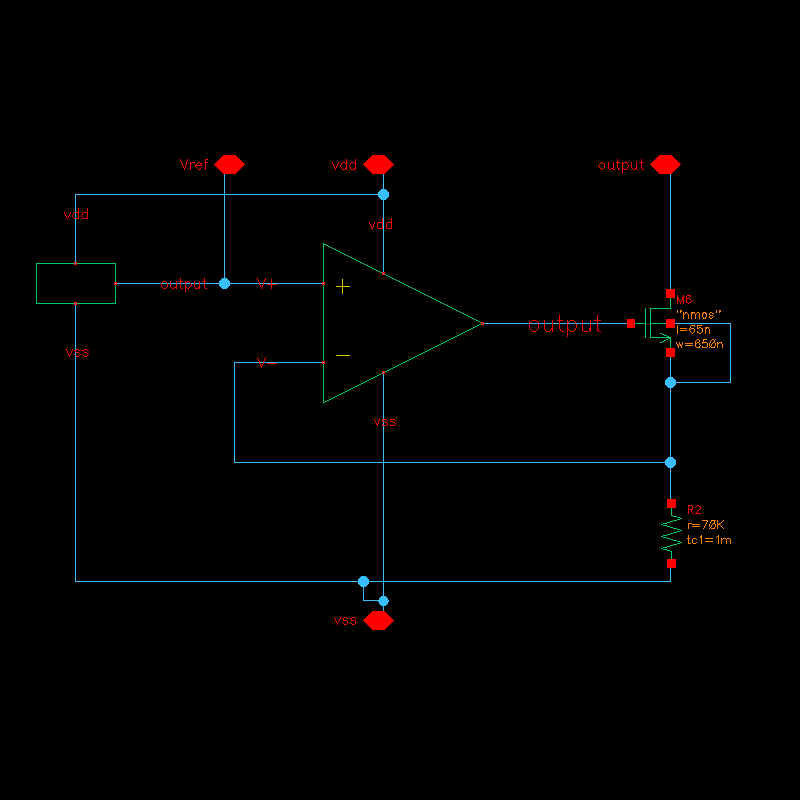 Vref
vdd
output
vdd
vdd
output
V+
+
M6
"nmos"
l=65n
output
w=650n
vss
V-
vss
R2
r=70K
tc1=1m
vss